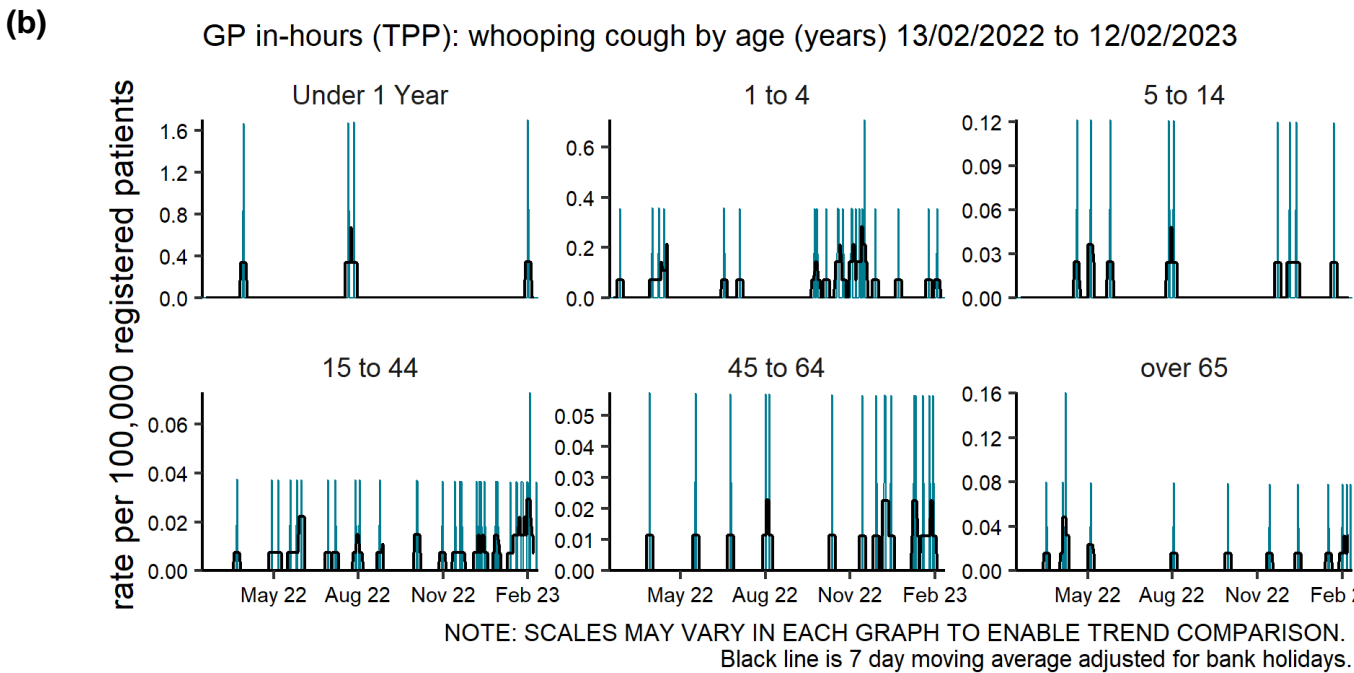 (b)
GP in-hours (TPP): whooping cough by age (years) 13/02/2022 to 12/02/2023
rate per 100,000 registered patients
Under 1 Year
1.6
1.2
0.8
0.4
0.0
1 to 4
0.6
0.4
0.2
0.0
5 to 14
0.12
0.09
0.06
0.03
0.00
15 to 44
0.06
0.04
0.02
0.00
May 22 Aug 22 Nov 22 Feb 23
45 to 64
0.05
0.04
0.03
0.02
0.01
0.00
May 22 Aug 22 Nov 22 Feb 23
over 65
0.16
0.12
0.08
0.04
0.00
May 22 Aug 22 Nov 22 Feb
NOTE: SCALES MAY VARY IN EACH GRAPH TO ENABLE TREND COMPARISON.
Black line is 7 day moving average adjusted for bank holidays.